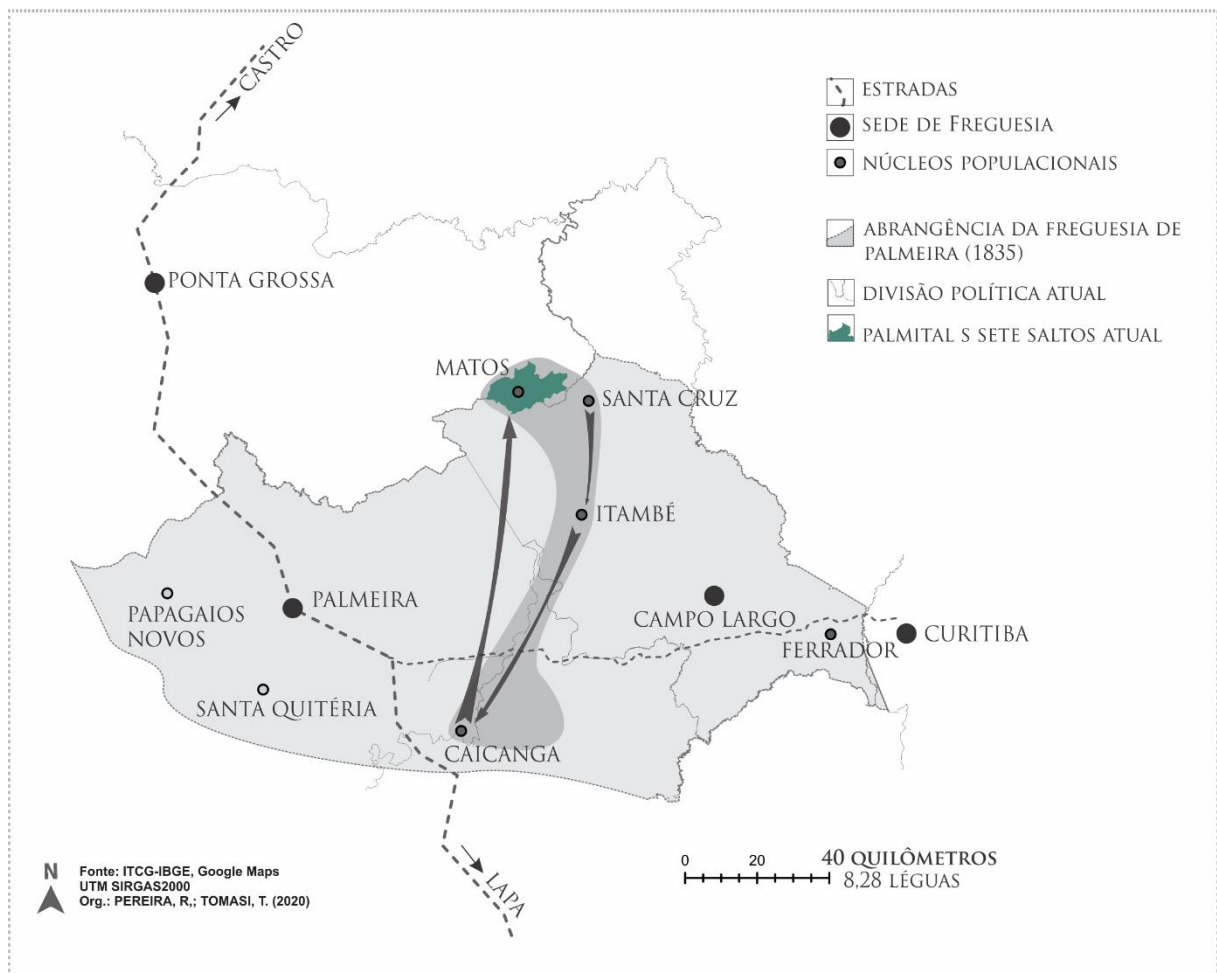 CASTRO
ESTRADAS
SEDE DE FREGUESIA
NÚCLEOS POPULACIONAIS
ABRANGÊNCIA DA FREGUESIA DE
PALMEIRA (1835)
DIVISÃO POLÍTICA ATUAL
PALMITAL S SETE SALTOS ATUAL
PONTA GROSSA
MATOS
SANTA CRUZ
ITAMBÉ
PALMEIRA
PAPAGAIOS
NOVOS
CAMPO LARGO
FERRADOR
CURITIBA
SANTA QUITÉRIA
CAICANGA
LAPA
N
Fonte: ITCG-IBGE, Google Maps
UTM SIRGAS2000
Org.: PEREIRA, R,; TOMASI, T. (2020)
0 20 40 QUILÔMETROS
8,28 LÉGUAS